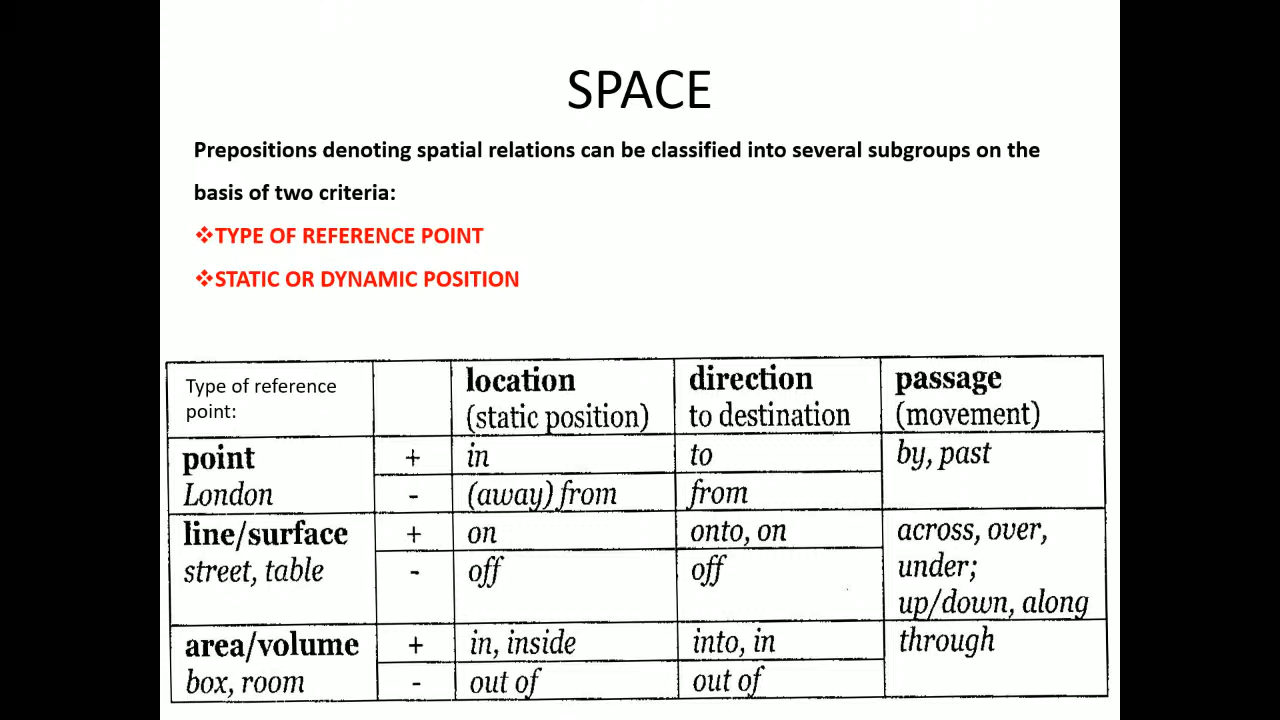 SPACE
Prepositions denoting spatial relations can be classified into several subgroups on the
basis of two criteria:
❖TYPE OF REFERENCE POINT
❖STATIC OR DYNAMIC POSITION
Type of reference
point:
location
(static position)
direction
to destination
passage
(movement)
point
London
+
in
to
by, past
-
(away) from
from
line/surface
street, table
+
on
onto, on
across, over,
under;
up/down, along
-
off
off
area/volume
box, room
+
in, inside
into, in
through
-
out of
out of